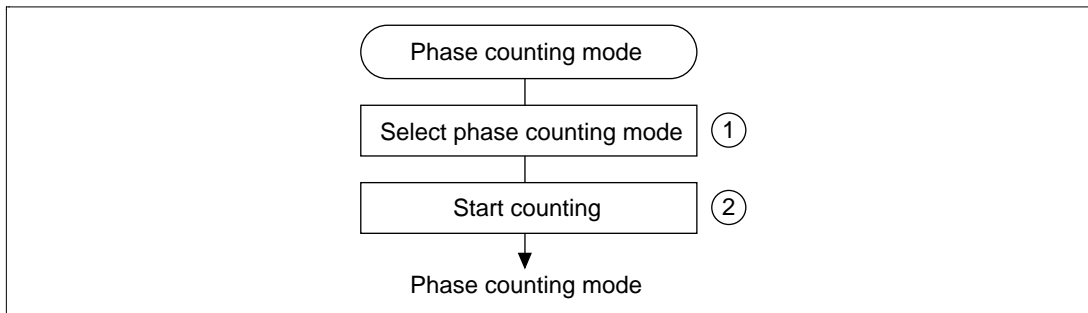 Phase counting mode
Select phase counting mode 1
Start counting 2
Phase counting mode